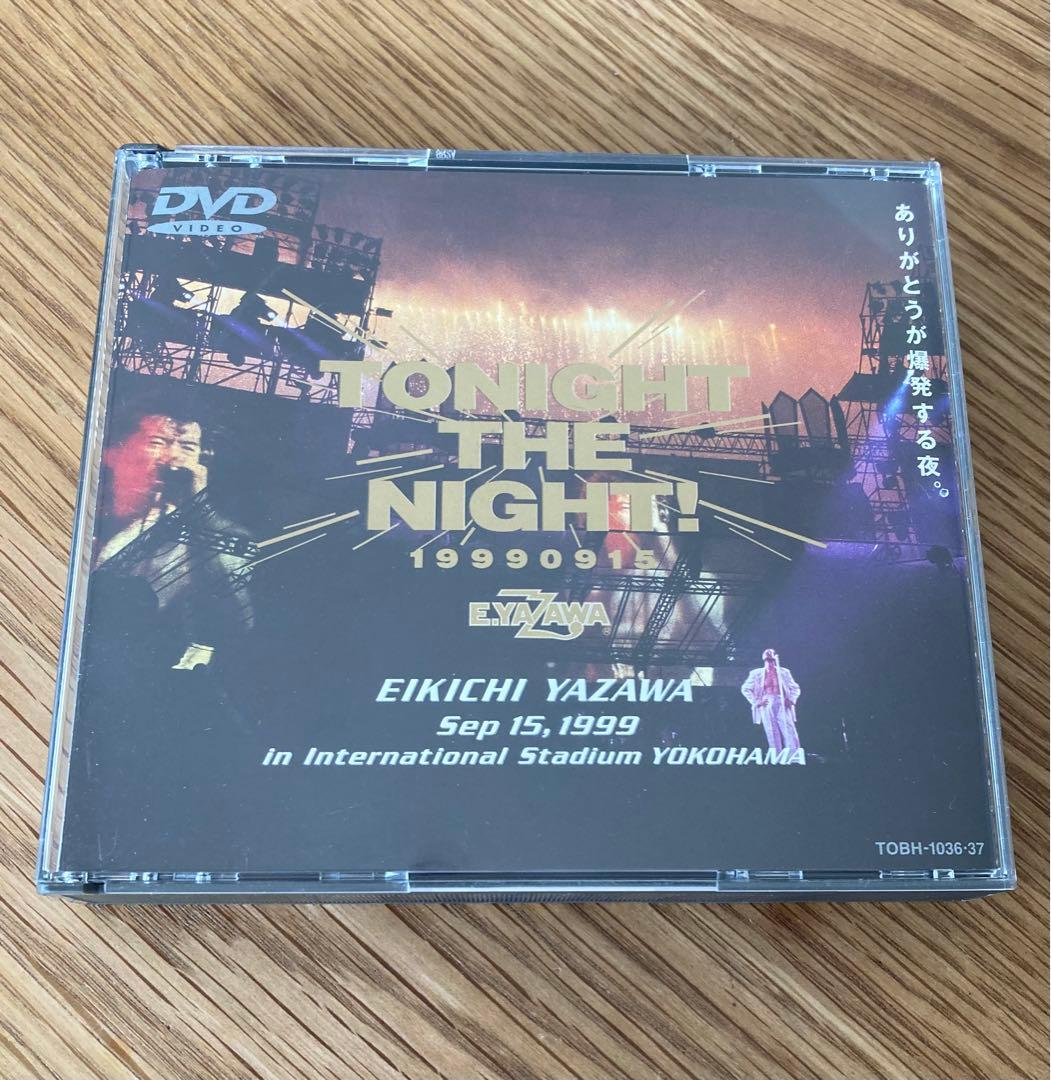 DVD
VIDEO
ありがとうが爆発する夜。
TONIGHT
THE
NIGHT!
19990915
E.YAZAWA
EIKICHI YAZAWA
Sep 15, 1999
in International Stadium YOKOHAMA
TOBH-1036・37